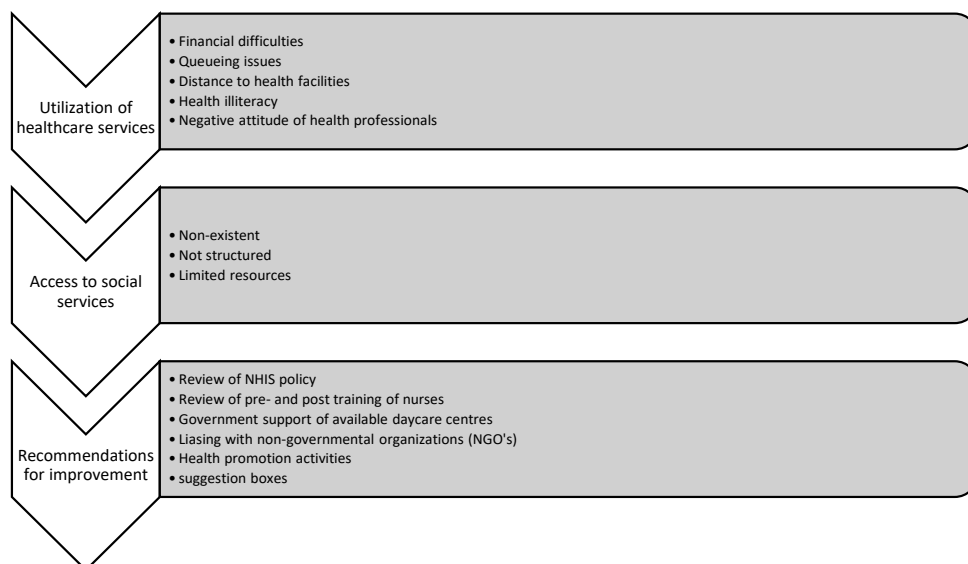 Utilization of
healthcare services
• Financial difficulties
• Queueing issues
• Distance to health facilities
• Health illiteracy
• Negative attitude of health professionals
Access to social
services
• Non-existent
• Not structured
• Limited resources
Recommendations
for improvement
• Review of NHIS policy
• Review of pre- and post training of nurses
• Government support of available daycare centres
• Liasing with non-governmental organizations (NGO's)
• Health promotion activities
• suggestion boxes